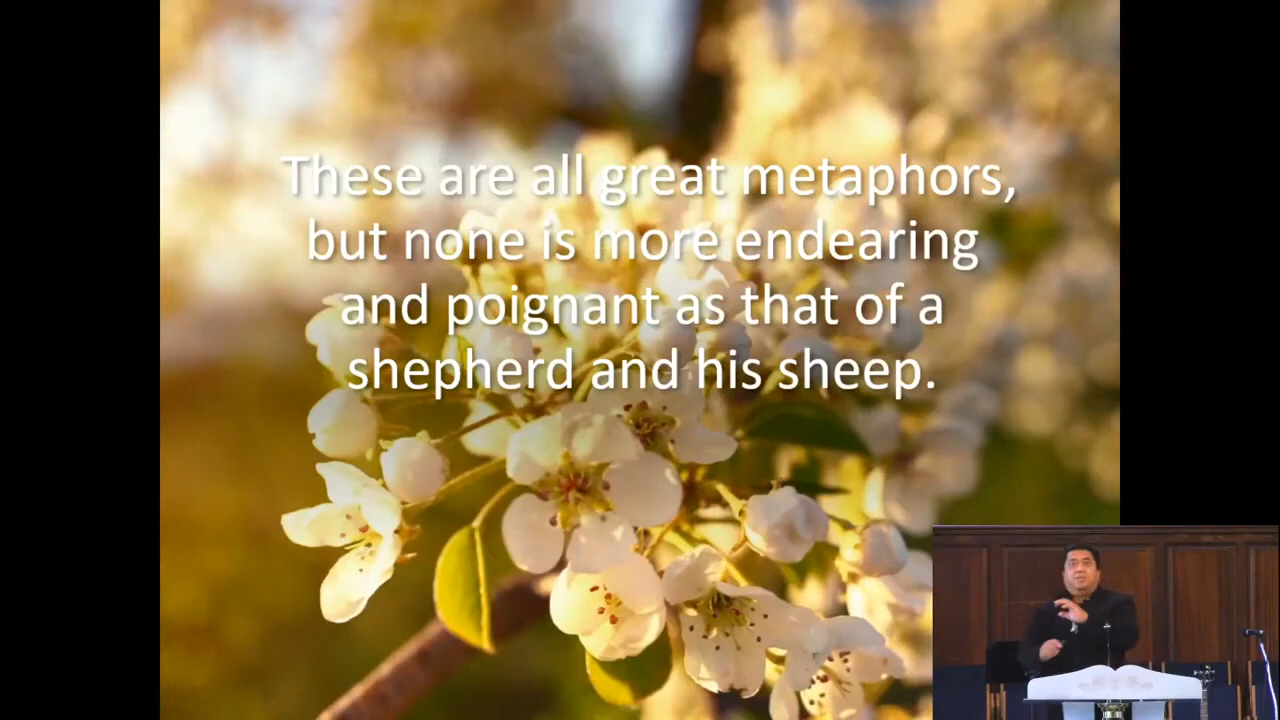 These are all great metaphors,
but none is more endearing
and poignant as that of a
shepherd and his sheep.